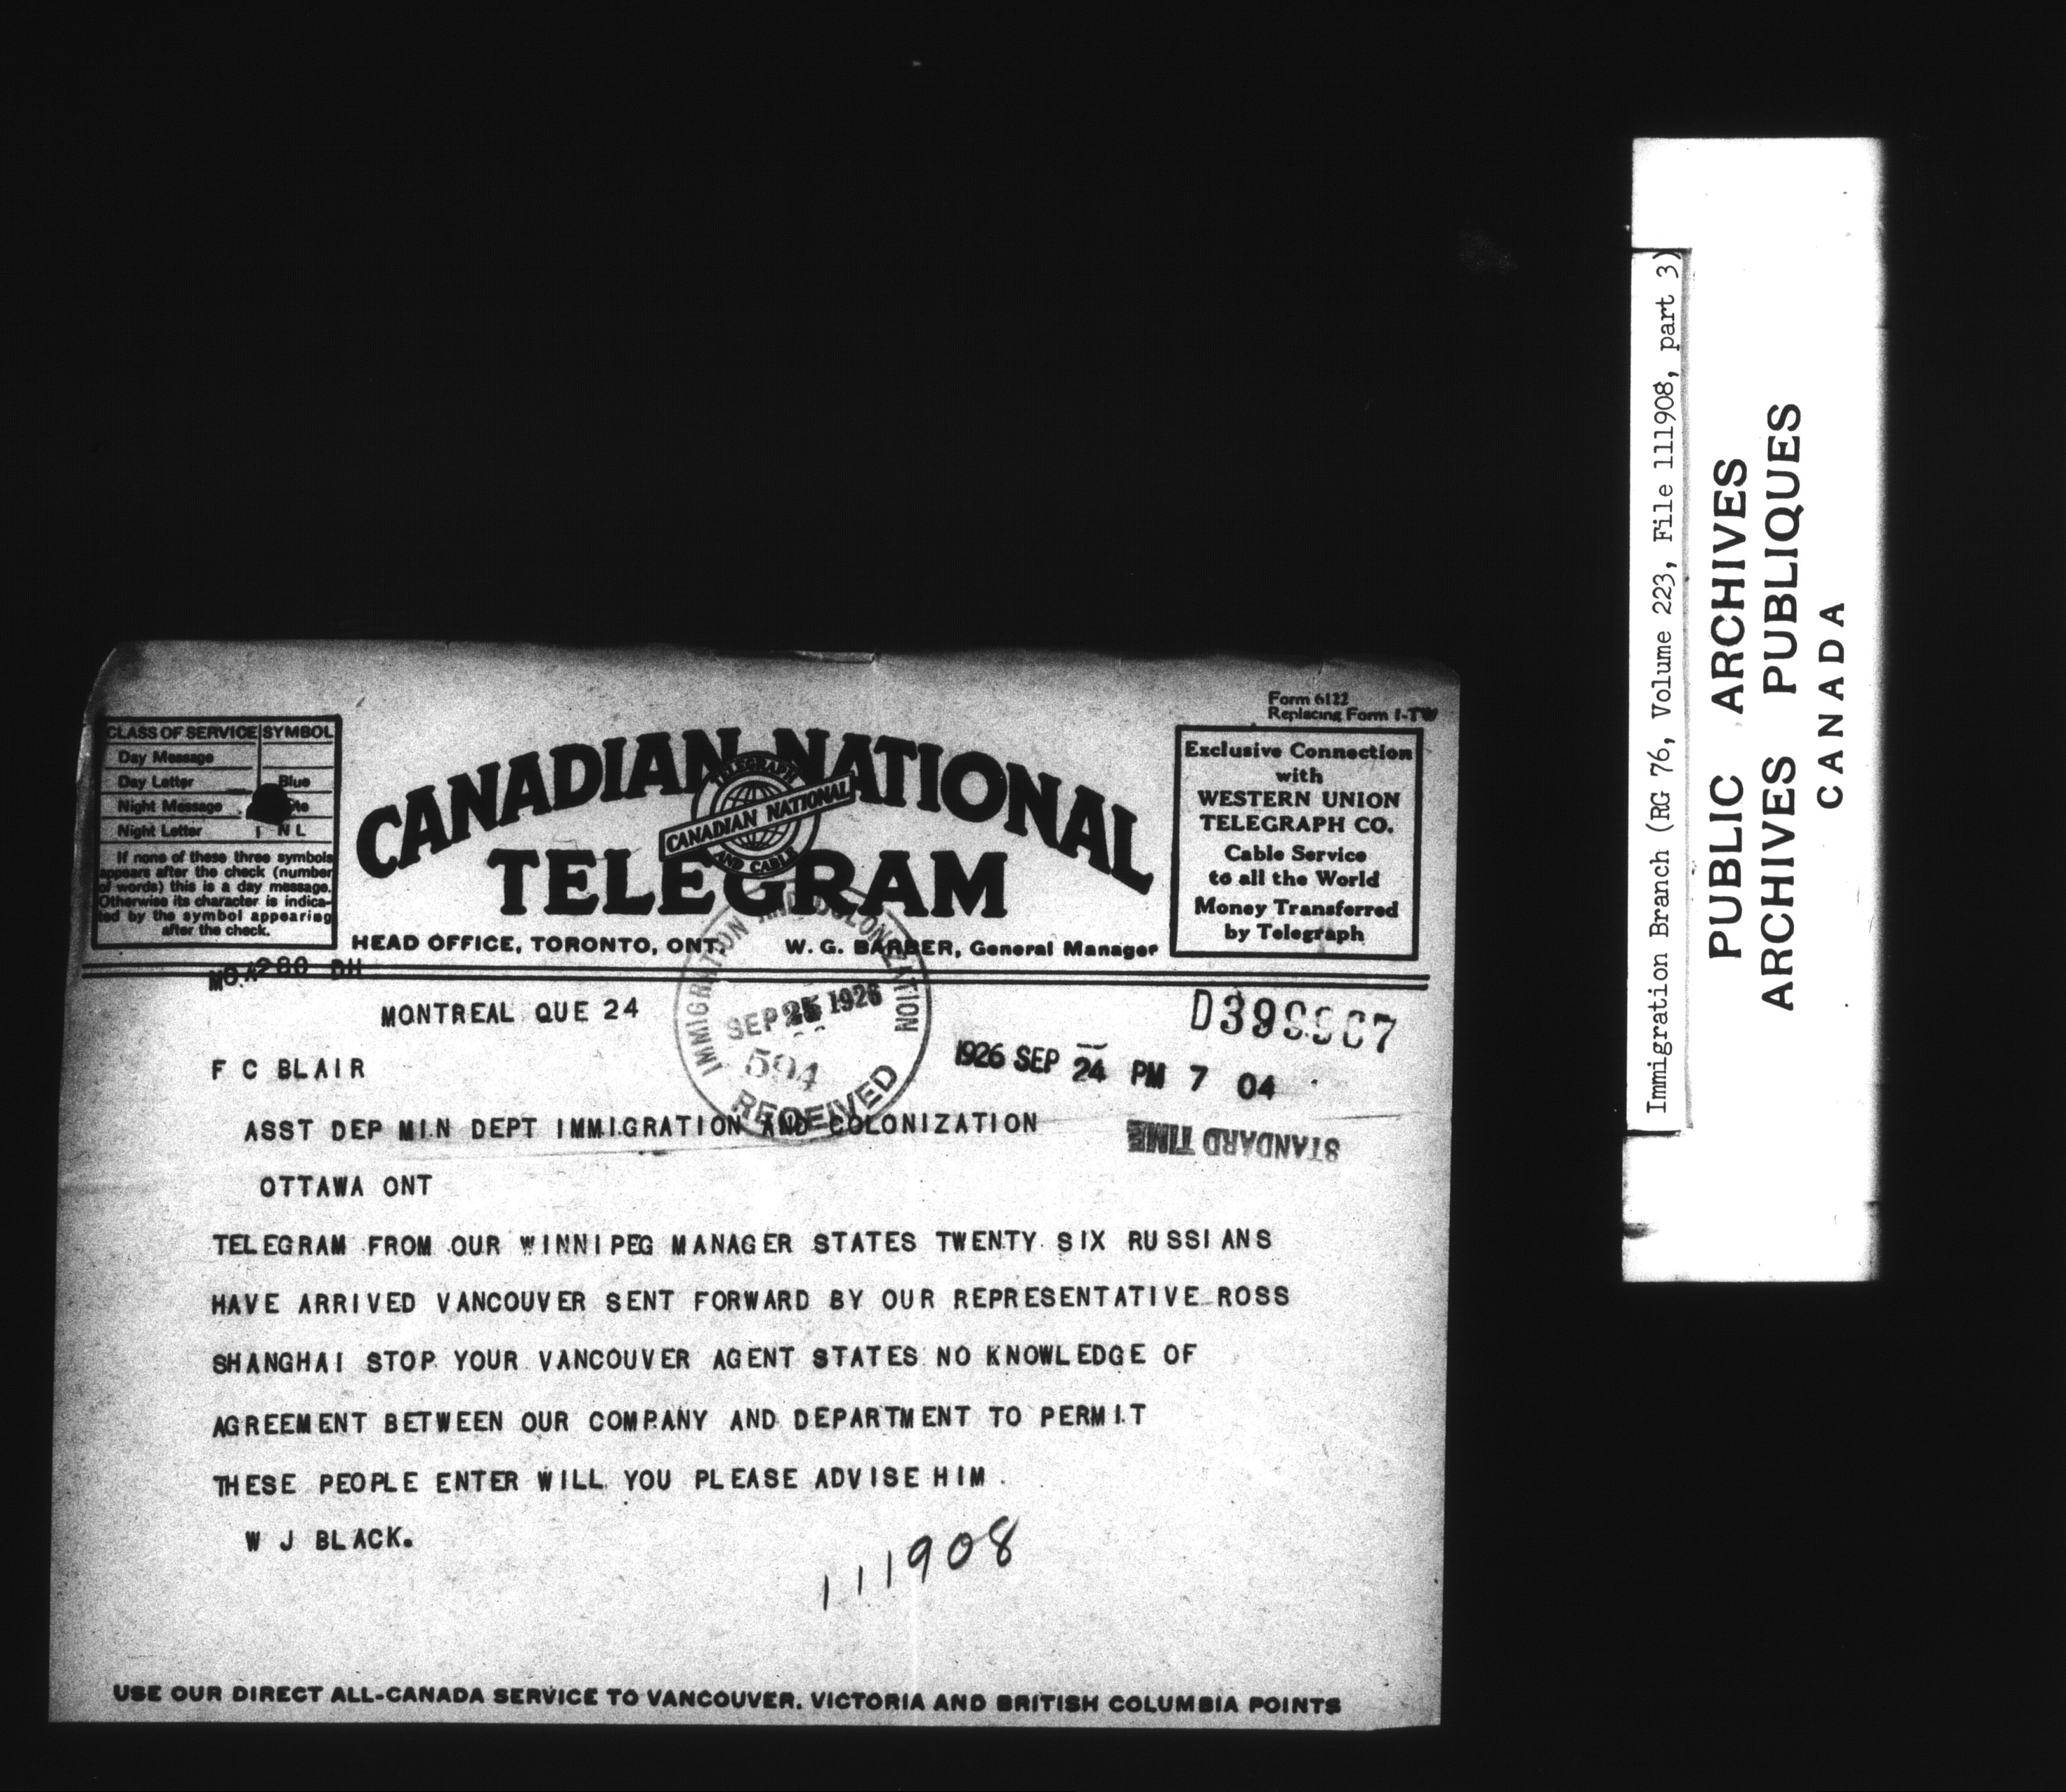 Form 6122
Replacing Form 1-TW
CLASS OF SERVICE SYMBOL
Day Message
Day Letter Blue
Night Message
Night Letter N L
If none of these three symbols
appears after the check (number
of words) this is a day message.
Otherwise its character is indica-
ted by the symbol appearing
after the check.
CANADIAN NATIONAL
TELEGRAPH
CANADIAN NATIONAL
AND CABLE
TELEGRAM
HEAD OFFICE, TORONTO, ONT. W. G. BARBER, General Manager
Exclusive Connection
with
WESTERN UNION
TELEGRAPH CO.
Cable Service
to all the World
Money Transferred
by Telegraph
DH
MONTREAL QUE 24
IMMIGRATION AND COLONIZATION
SEP 25 1926
594
RECEIVED
1926 SEP 24 PM 7 04
STANDARD TIME
F C BLAIR
ASST DEP MIN DEPT IMMIGRATION AND COLONIZATION
OTTAWA ONT
TELEGRAM FROM OUR WINNIPEG MANAGER STATES TWENTY SIX RUSSIANS
HAVE ARRIVED VANCOUVER SENT FORWARD BY OUR REPRESENTATIVE ROSS
SHANGHAI STOP YOUR VANCOUVER AGENT STATES NO KNOWLEDGE OF
AGREEMENT BETWEEN OUR COMPANY AND DEPARTMENT TO PERMIT
THESE PEOPLE ENTER WILL YOU PLEASE ADVISE HIM.
W J BLACK.
111908
USE OUR DIRECT ALL-CANADA SERVICE TO VANCOUVER, VICTORIA AND BRITISH COLUMBIA POINTS
Immigration Branch (RG 76, Volume 223, File 111908, part 3)
PUBLIC ARCHIVES
ARCHIVES PUBLIQUES
CANADA